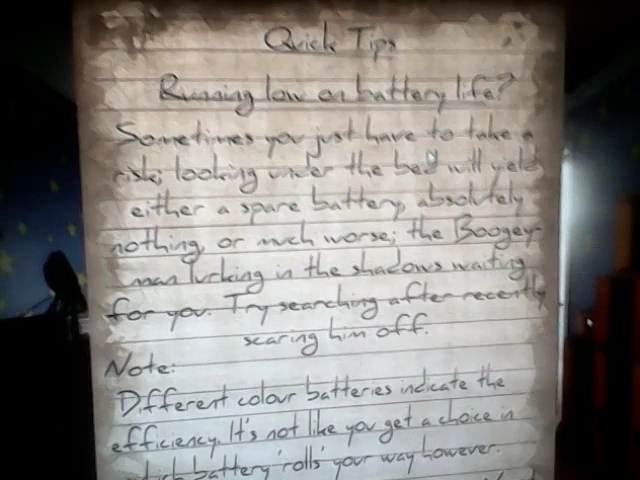 Quick Tips
Running low on battery life?
Sometimes you just have to take a
risk; looking under the bed will yield
either a spare battery, absolutely
nothing, or much worse; the Boogey-
man lurking in the shadows waiting
for you. Try searching after recently
scaring him off.
Note:
Different colour batteries indicate the
efficiency. It's not like you get a choice in
which battery 'rolls' your way however.